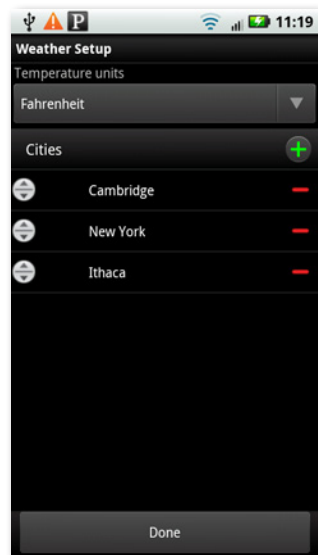 P 11:19
Weather Setup
Temperature units
Fahrenheit
Cities
Cambridge
New York
Ithaca
Done